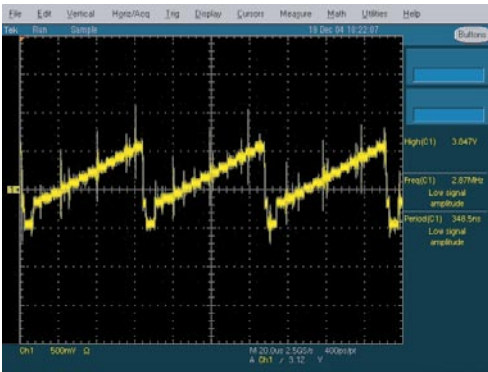 File Edit Vertical Horiz/Acq Trig Display Cursors Measure Math Utilities Help
Tek Run Sample 18 Dec 04 16:22:07
Buttons
High(C1) 3.847V
Freq(C1) 2.87MHz
Low signal
amplitude
Period(C1) 348.5ns
Low signal
amplitude
Ch1 500mV Ω M 20.0us 2.5GS/s 400ps/pt
A Ch1 / 3.12 V